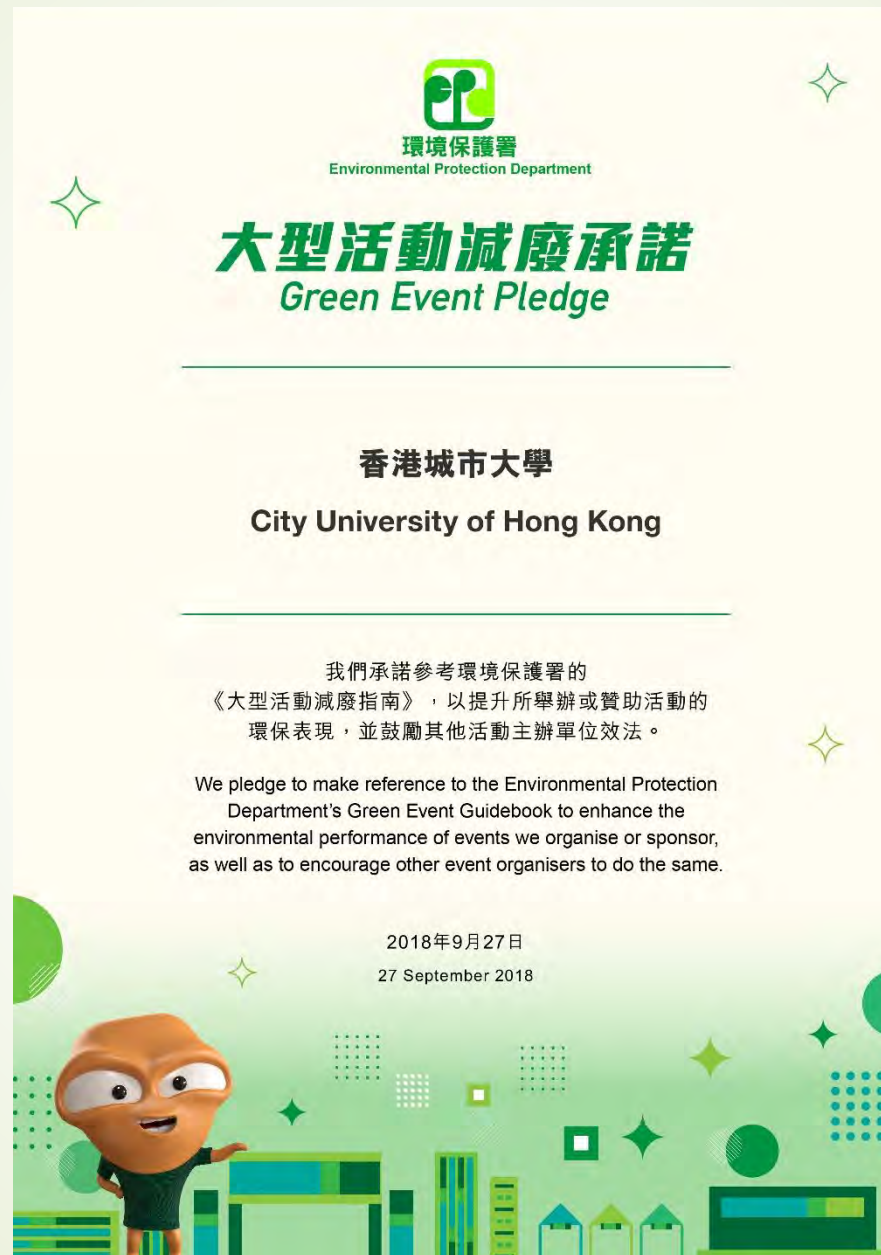 環境保護署
Environmental Protection Department
大型活動減廢承諾
Green Event Pledge
香港城市大學
City University of Hong Kong
我們承諾參考環境保護署的
《大型活動減廢指南》，以提升所舉辦或贊助活動的
環保表現，並鼓勵其他活動主辦單位效法。
We pledge to make reference to the Environmental Protection
Department’s Green Event Guidebook to enhance the
environmental performance of events we organise or sponsor,
as well as to encourage other event organisers to do the same.
2018年9月27日
27 September 2018